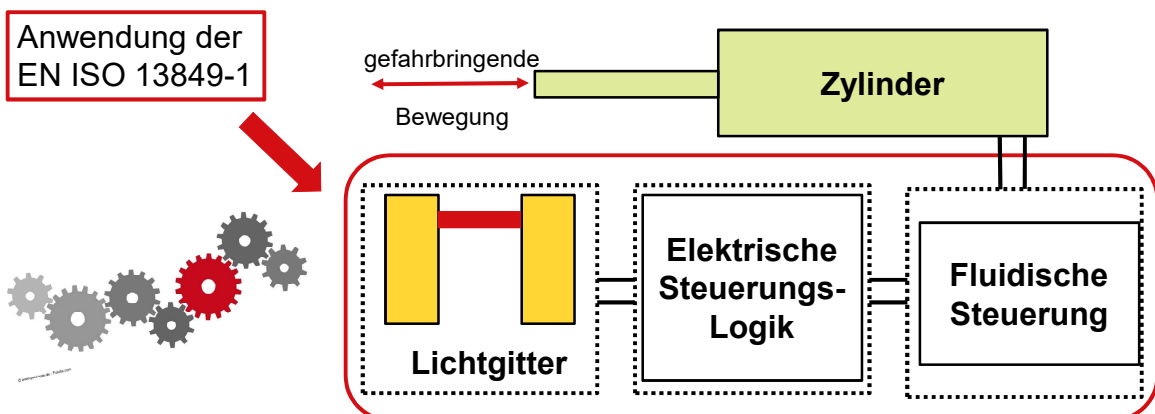 Anwendung der
EN ISO 13849-1
gefahrbringende
Bewegung
Zylinder
Lichtgitter
Elektrische
Steuerungs-
Logik
Fluidische
Steuerung